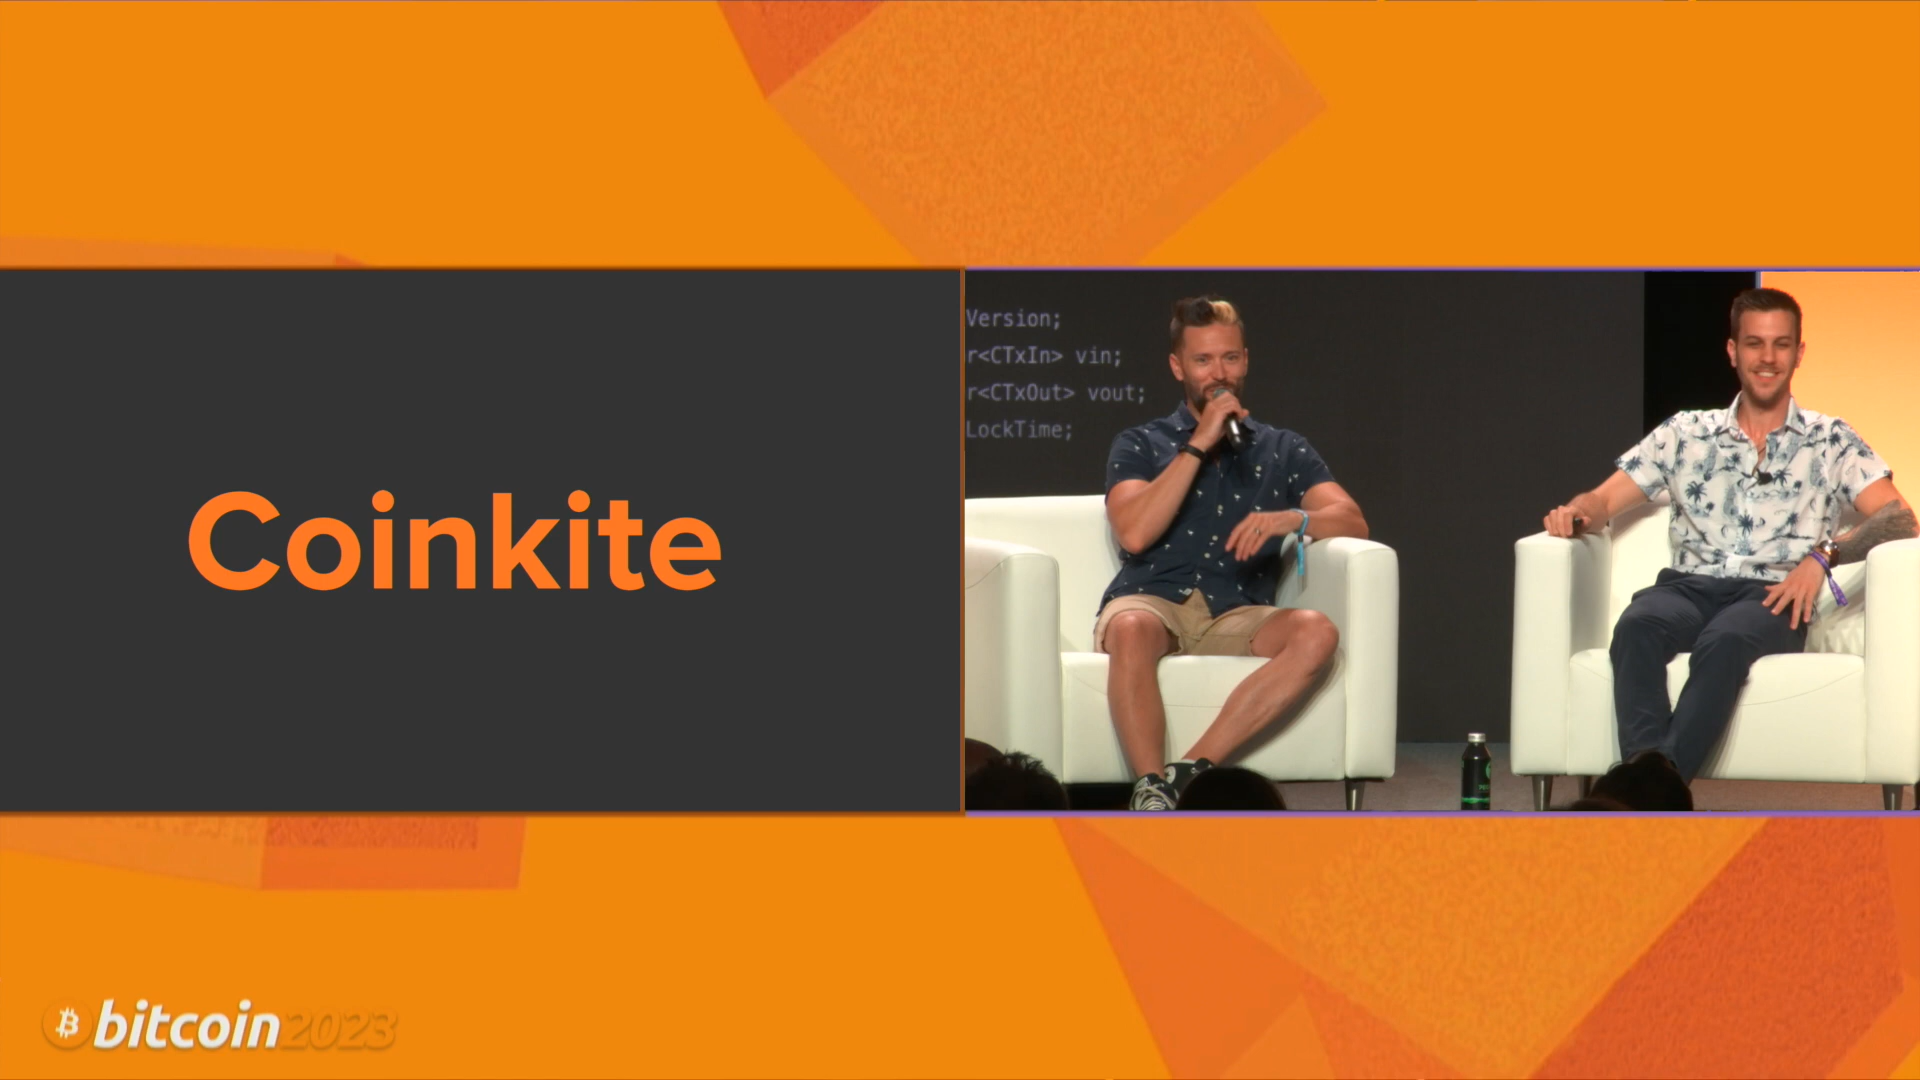 Coinkite
Version;
r<CTxIn> vin;
r<CTxOut> vout;
LockTime;
bitcoin2023